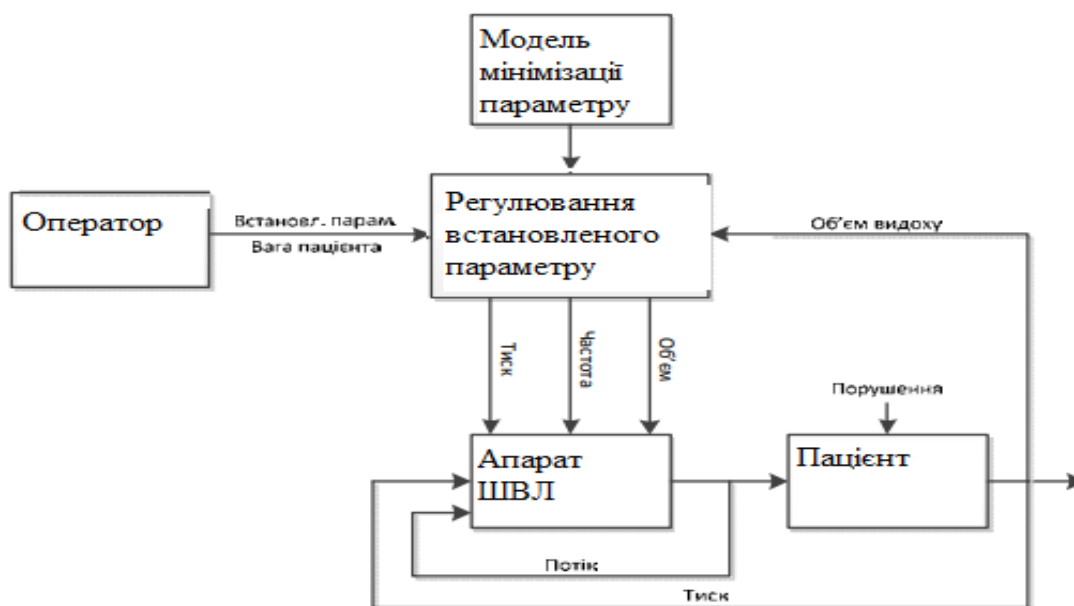 Модель
мінімізації
параметру
Оператор
Встановл. парам.
Вага пацієнта
Регулювання
встановленого
параметру
Об'єм видоху
Тиск
Частота
Об'єм
Порушення
Апарат
ШВЛ
Пацієнт
Потік
Тиск